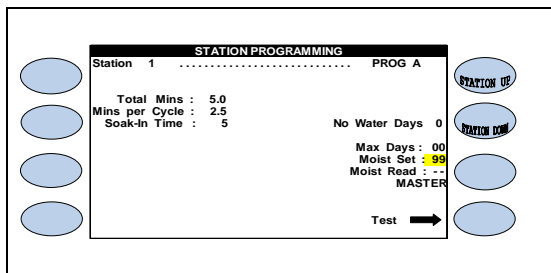 STATION PROGRAMMING
Station 1 ........................... PROG A
STATION UP
Total Mins : 5.0
Mins per Cycle : 2.5
Soak-In Time : 5
No Water Days 0
STATION DOWN
Max Days : 00
Moist Set : 99
Moist Read : --
MASTER
Test